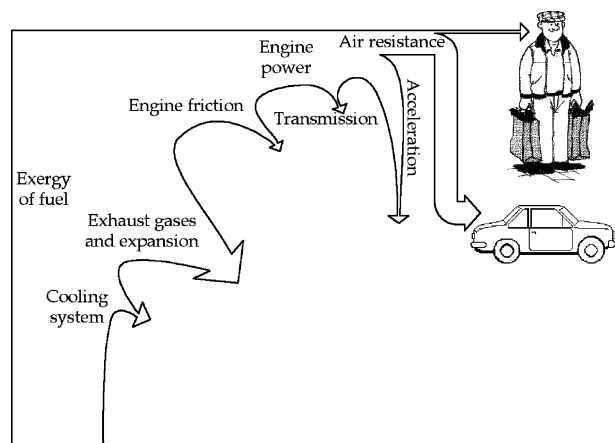 Engine
power
Air resistance
Engine friction
Transmission
Acceleration
Exergy
of fuel
Exhaust gases
and expansion
Cooling
system